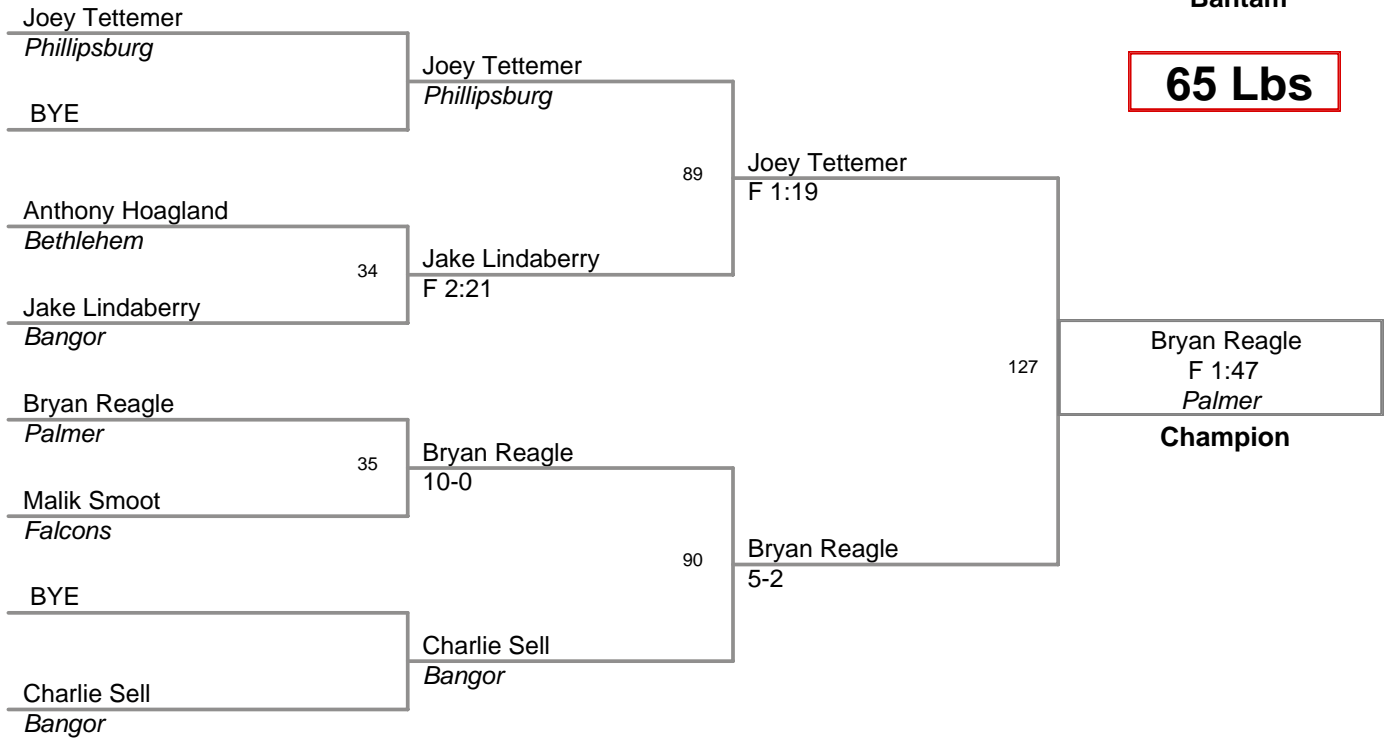 Bantam
65 Lbs
Joey Tettemer
Phillipsburg
BYE
Anthony Hoagland
Bethlehem
34
Jake Lindaberry
Bangor
Bryan Reagle
Palmer
35
Malik Smoot
Falcons
BYE
Charlie Sell
Bangor
Joey Tettemer
Phillipsburg
89
Jake Lindaberry
F 2:21
Bryan Reagle
10-0
90
Charlie Sell
Bangor
Joey Tettemer
F 1:19
127
Bryan Reagle
5-2
Bryan Reagle
F 1:47
Palmer
Champion